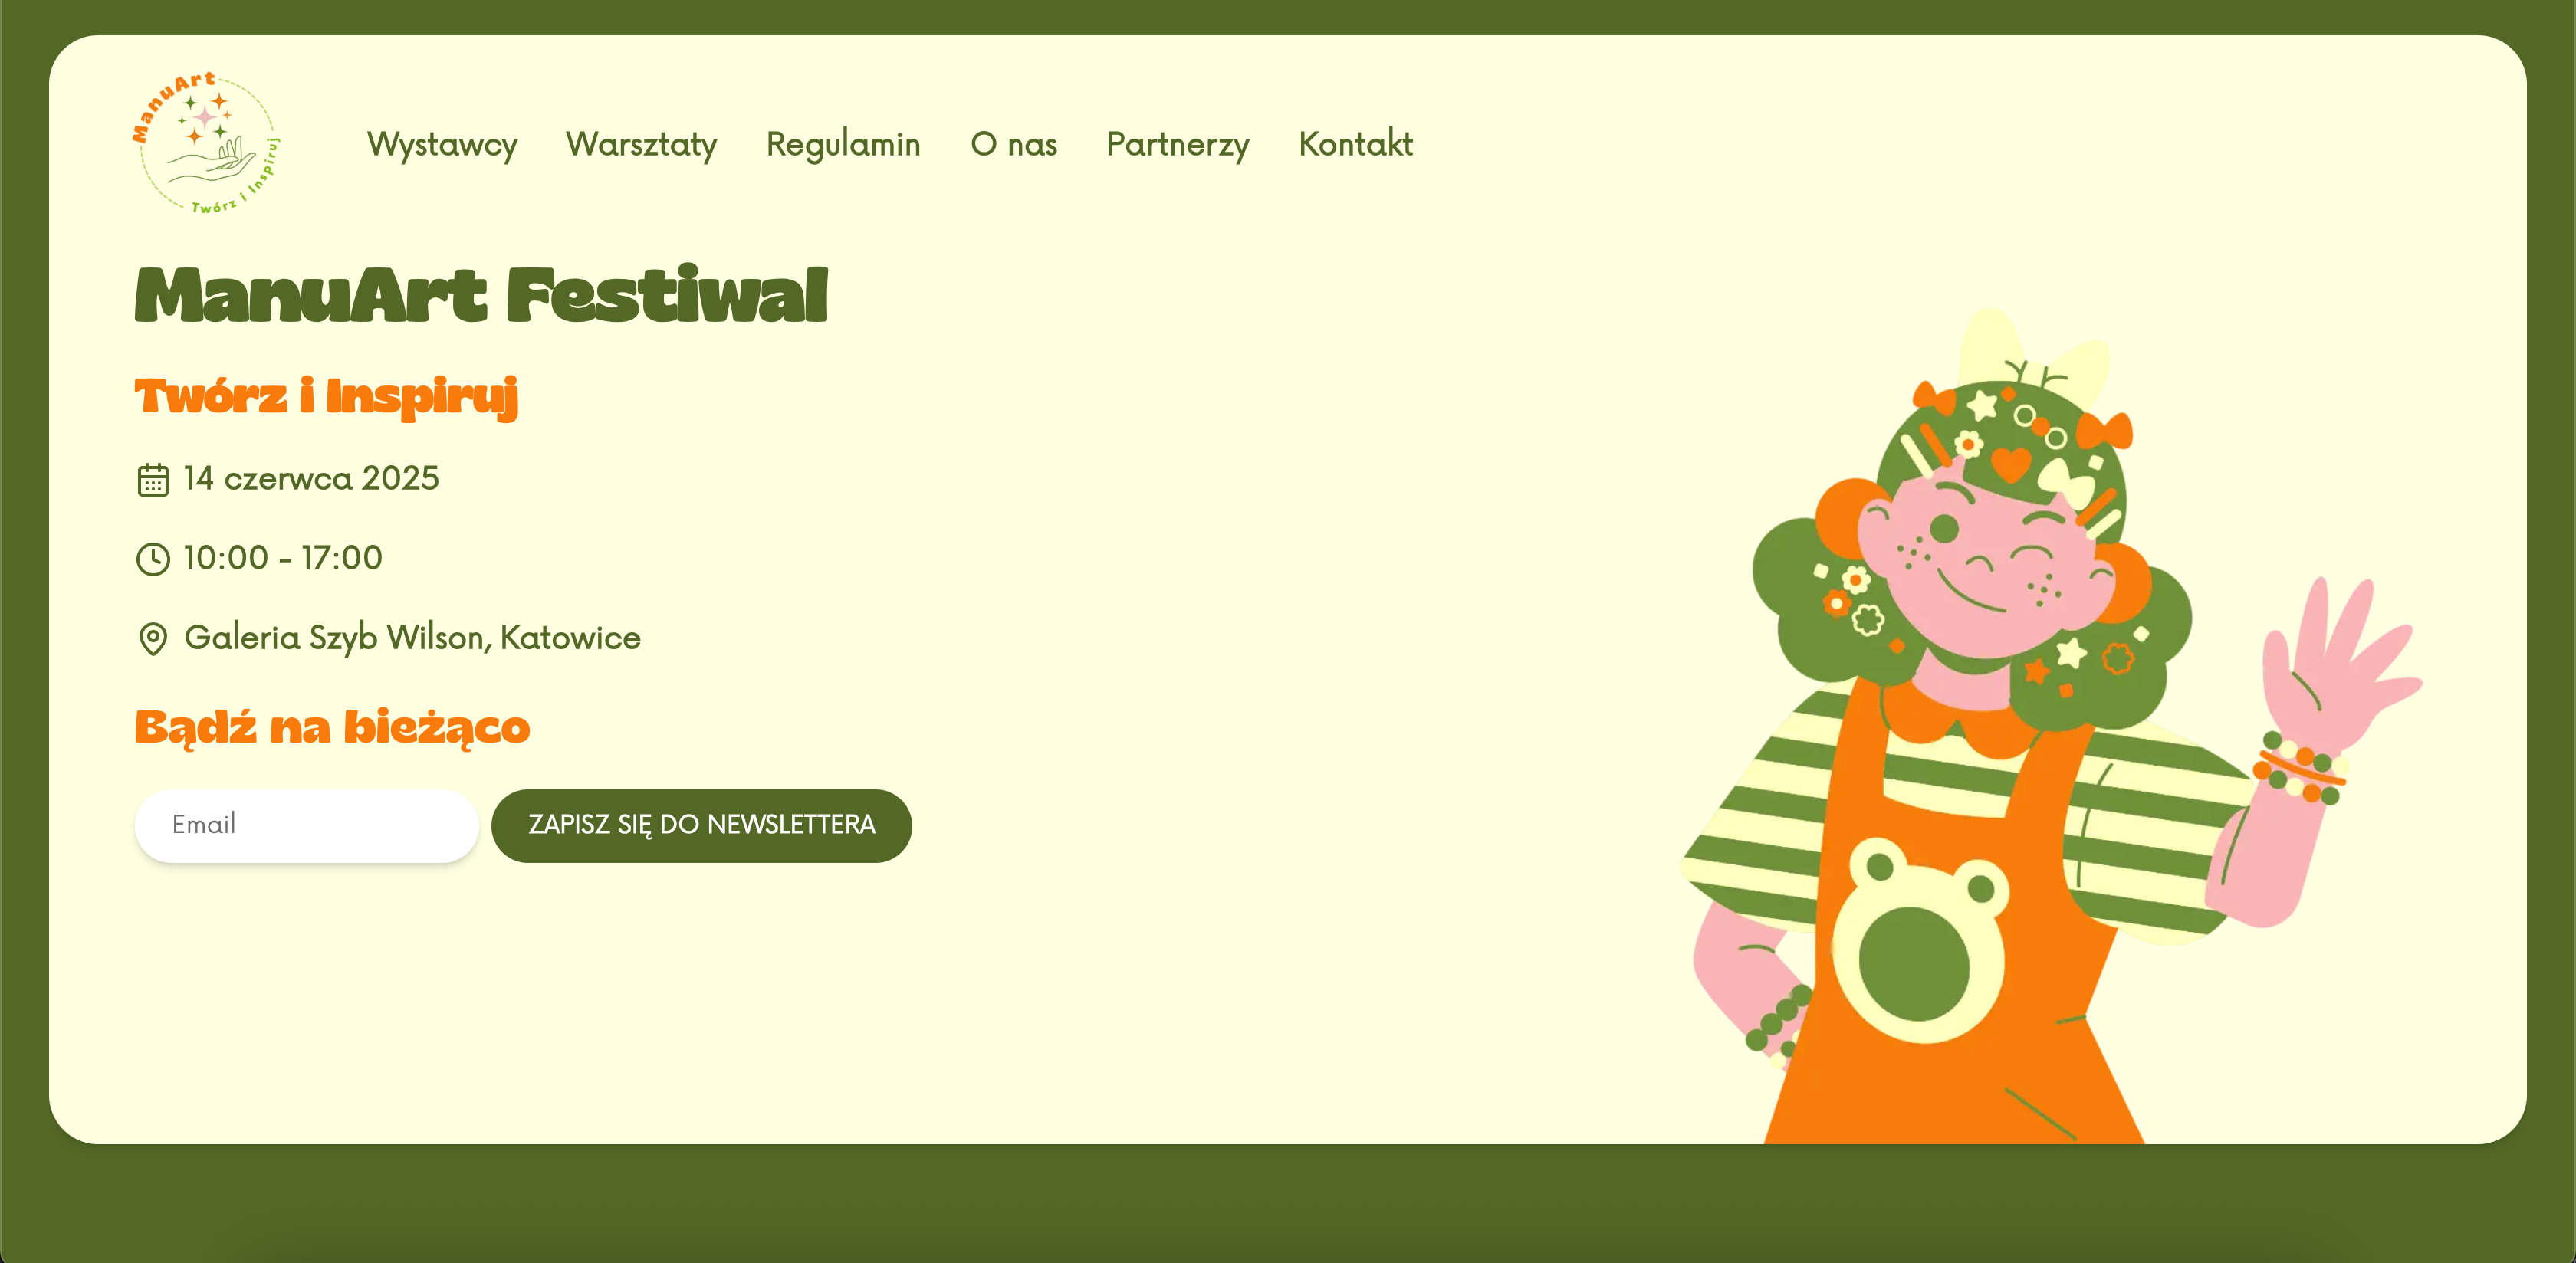 ManuArt
Twórz i Inspiruj
Wystawcy Warsztaty Regulamin O nas Partnerzy Kontakt
ManuArt Festiwal
Twórz i Inspiruj
14 czerwca 2025
10:00 - 17:00
Galeria Szyb Wilson, Katowice
Bądź na bieżąco
Email
ZAPISZ SIĘ DO NEWSLETTERA